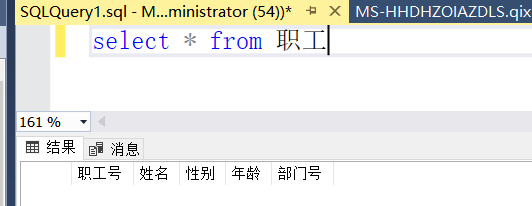 SQLQuery1.sql - M...ministrator (54))* MS-HHDHZOIAZDLS.qix
select * from 职工
161 %
结果 消息
职工号 姓名 性别 年龄 部门号